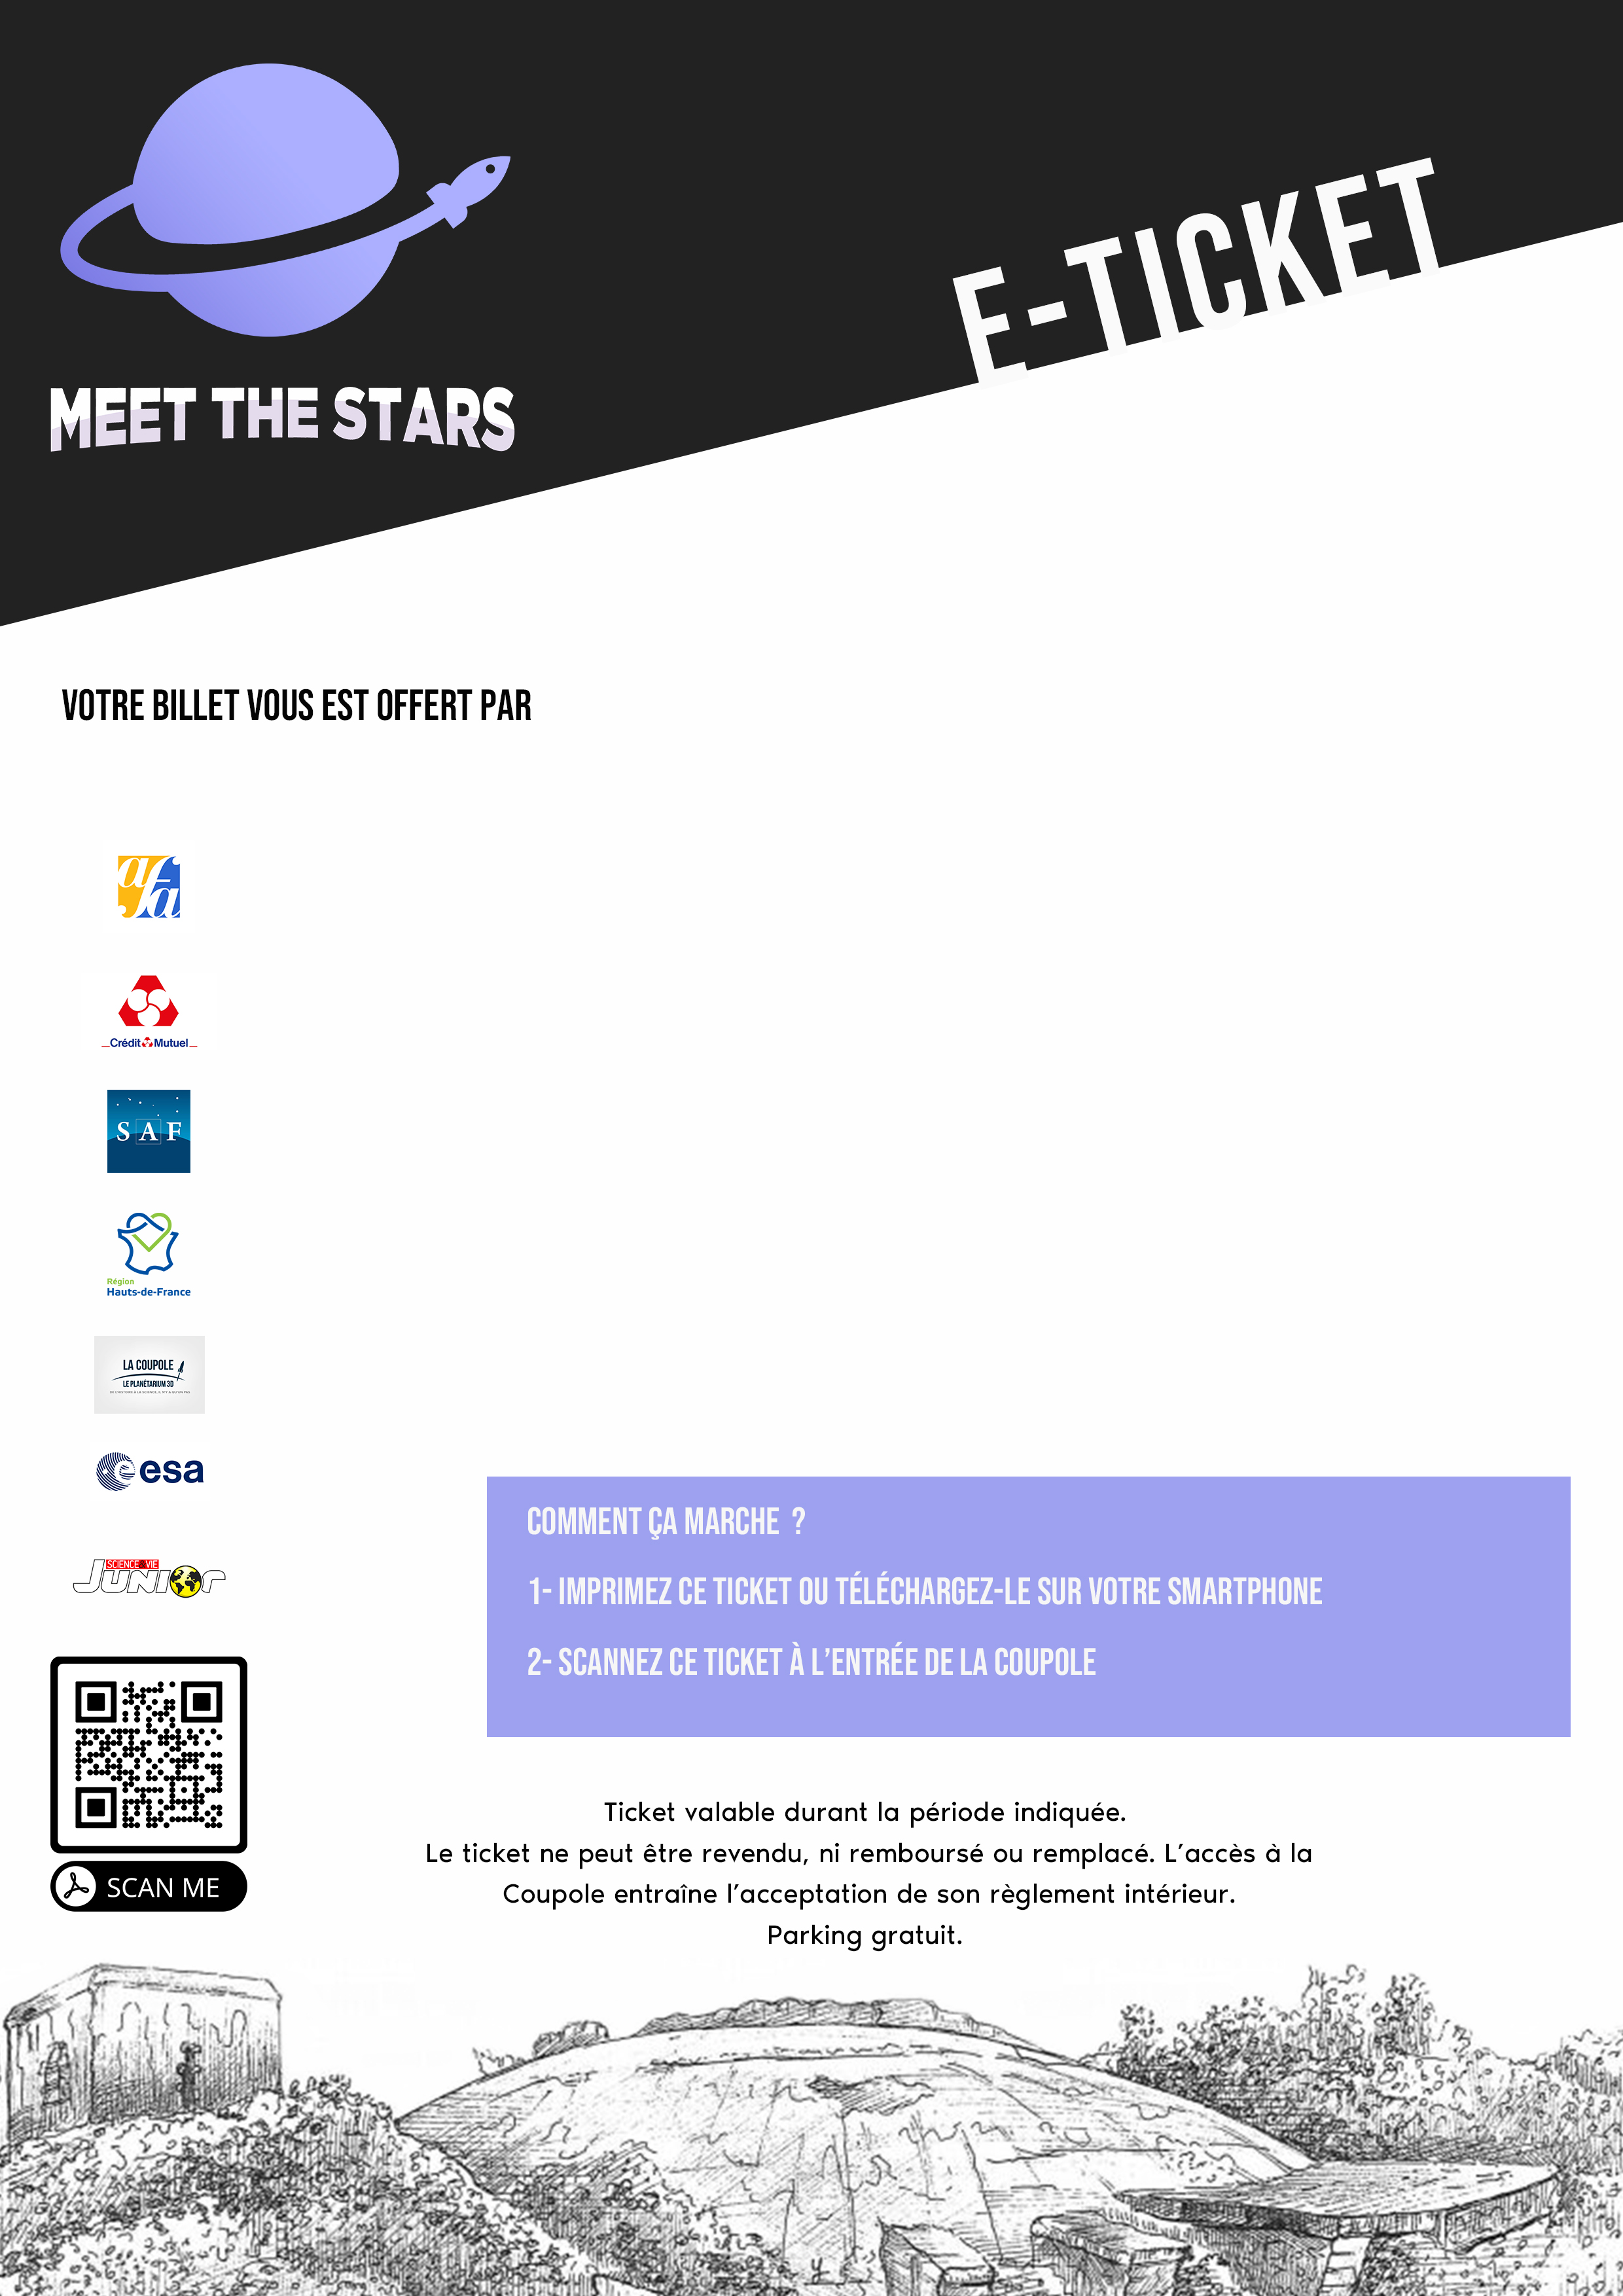 E-TICKET
MEET THE STARS
VOTRE BILLET VOUS EST OFFERT PAR
afa
Crédit Mutuel
SAF
Région
Hauts-de-France
LA COUPOLE
LE PLANÉTARIUM 3D
esa
SCIENCE & VIE
JUNIOR
COMMENT ÇA MARCHE ?
1- IMPRIMEZ CE TICKET OU TÉLÉCHARGEZ-LE SUR VOTRE SMARTPHONE
2- SCANNEZ CE TICKET À L’ENTRÉE DE LA COUPOLE
SCAN ME
Ticket valable durant la période indiquée.
Le ticket ne peut être revendu, ni remboursé ou remplacé. L’accès à la
Coupole entraîne l’acceptation de son règlement intérieur.
Parking gratuit.